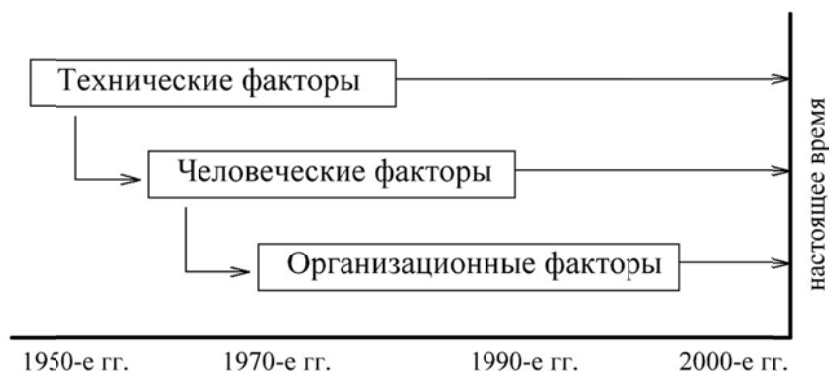 Технические факторы
Человеческие факторы
Организационные факторы
настоящее время
1950-е гг.
1970-е гг.
1990-е гг.
2000-е гг.